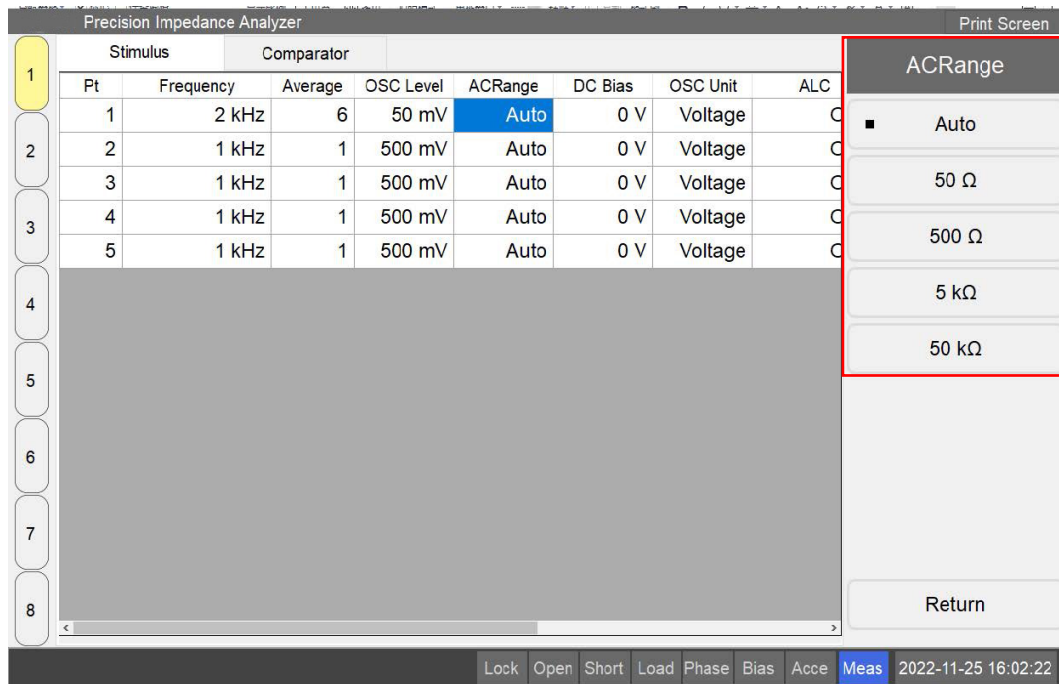 Precision Impedance Analyzer Print Screen
Stimulus Comparator
Pt Frequency Average OSC Level ACRange DC Bias OSC Unit ALC
1 2 kHz 6 50 mV Auto 0 V Voltage
2 1 kHz 1 500 mV Auto 0 V Voltage
3 1 kHz 1 500 mV Auto 0 V Voltage
4 1 kHz 1 500 mV Auto 0 V Voltage
5 1 kHz 1 500 mV Auto 0 V Voltage
1
2
3
4
5
6
7
8
ACRange
Auto
50 Ω
500 Ω
5 kΩ
50 kΩ
Return
Lock Open Short Load Phase Bias Acce Meas 2022-11-25 16:02:22